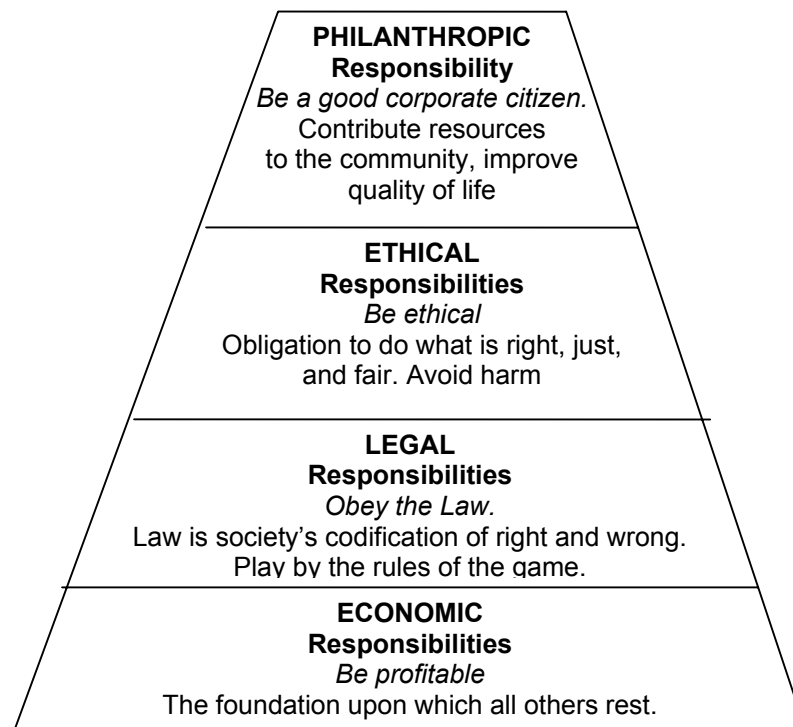 PHILANTHROPIC
Responsibility
Be a good corporate citizen.
Contribute resources
to the community, improve
quality of life
ETHICAL
Responsibilities
Be ethical
Obligation to do what is right, just,
and fair. Avoid harm
LEGAL
Responsibilities
Obey the Law.
Law is society’s codification of right and wrong.
Play by the rules of the game.
ECONOMIC
Responsibilities
Be profitable
The foundation upon which all others rest.